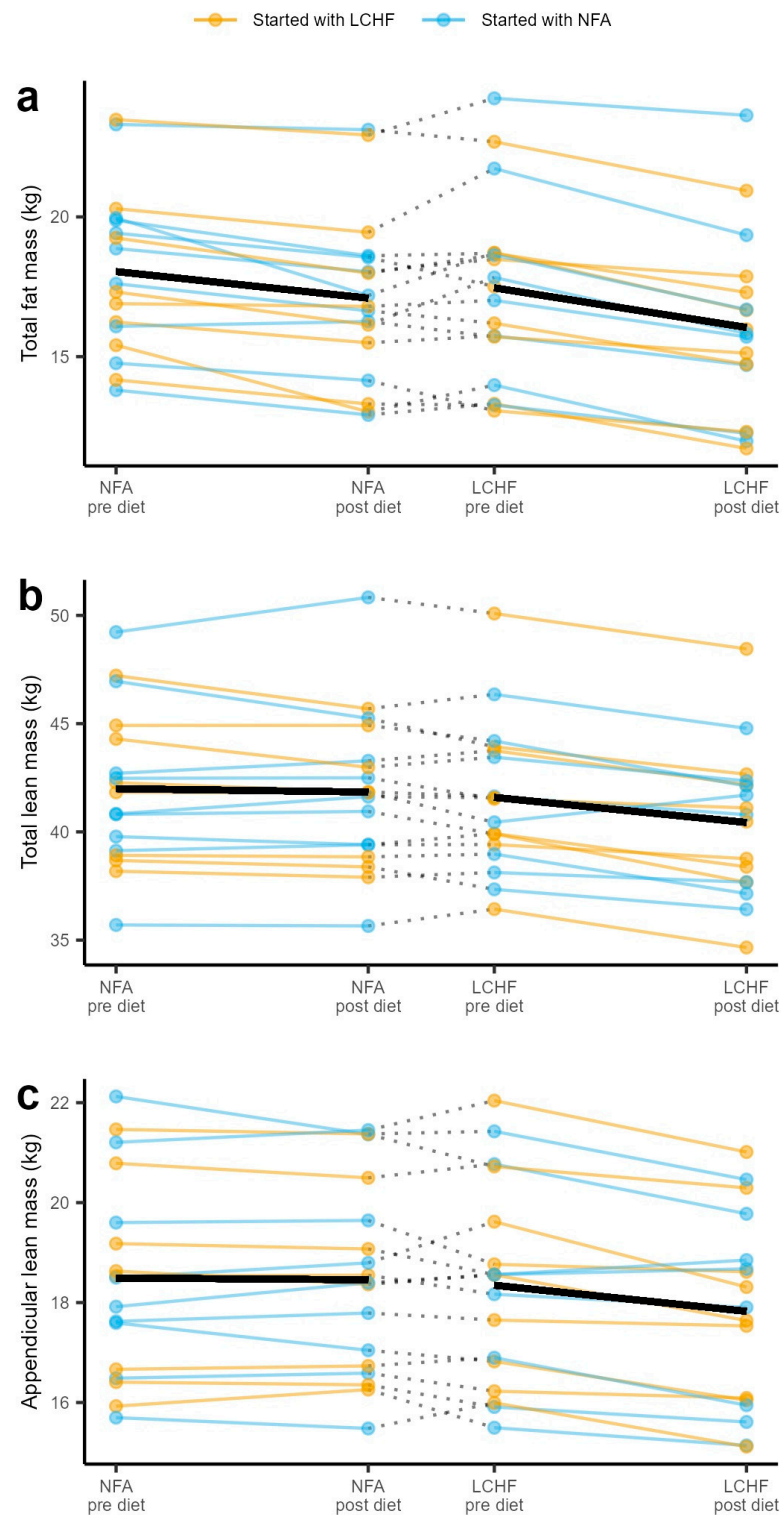 Started with LCHF Started with NFA
a
Total fat mass (kg)
20
15
NFA NFA LCHF LCHF
pre diet post diet pre diet post diet
b
Total lean mass (kg)
50
45
40
35
NFA NFA LCHF LCHF
pre diet post diet pre diet post diet
c
Appendicular lean mass (kg)
22
20
18
16
NFA NFA LCHF LCHF
pre diet post diet pre diet post diet